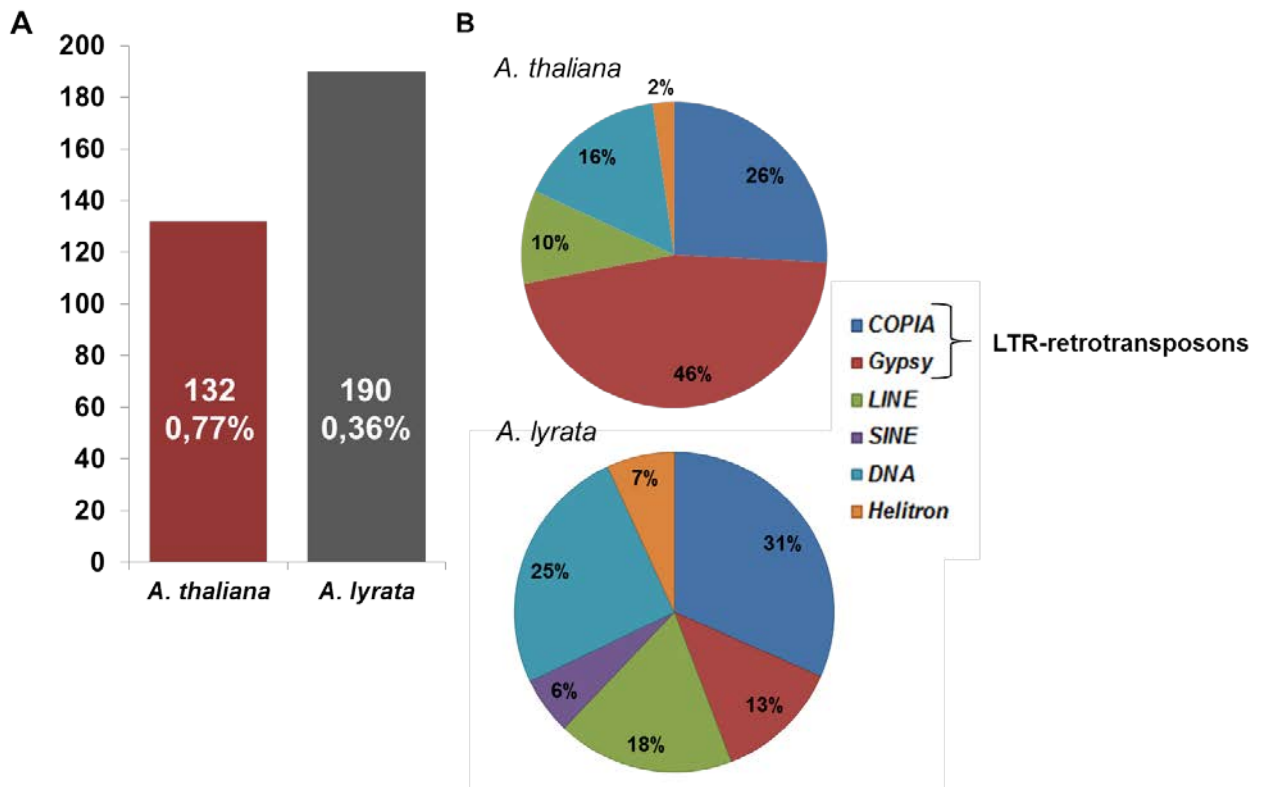 A
200
180
160
140
120
100
80
60
40
20
0
132
0,77%
190
0,36%
A. thaliana
A. lyrata
B
A. thaliana
2%
16%
26%
10%
46%
COPIA
Gypsy
LINE
SINE
DNA
Helitron
LTR-retrotransposons
A. lyrata
7%
31%
25%
6%
13%
18%